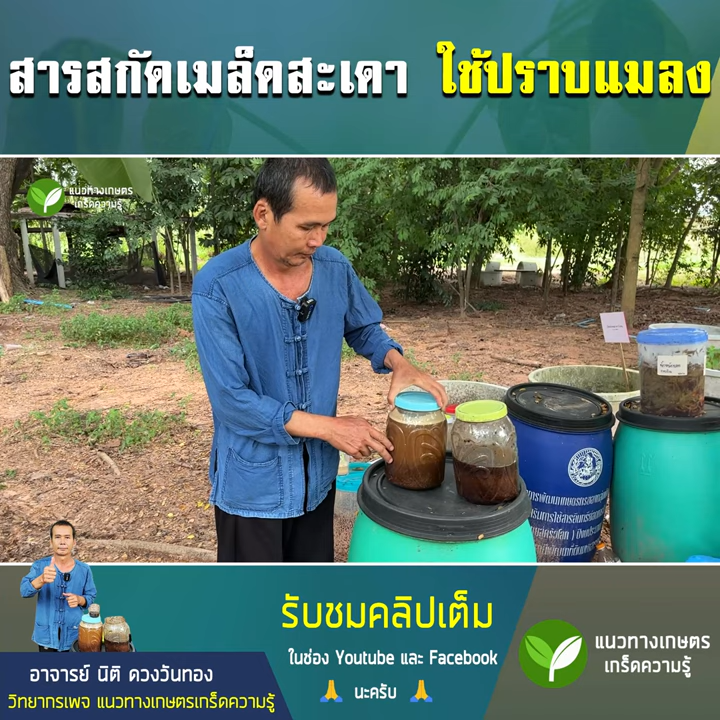 สารสกัดเมล็ดสะเดา ใช้ปราบแมลง
แนวทางเกษตร
เกร็ดความรู้
รับชมคลิปเต็ม
ในช่อง Youtube และ Facebook
🙏 นะครับ 🙏
อาจารย์ นิติ ดวงวันทอง
วิทยากรเพจ แนวทางเกษตรเกร็ดความรู้
แนวทางเกษตร
เกร็ดความรู้